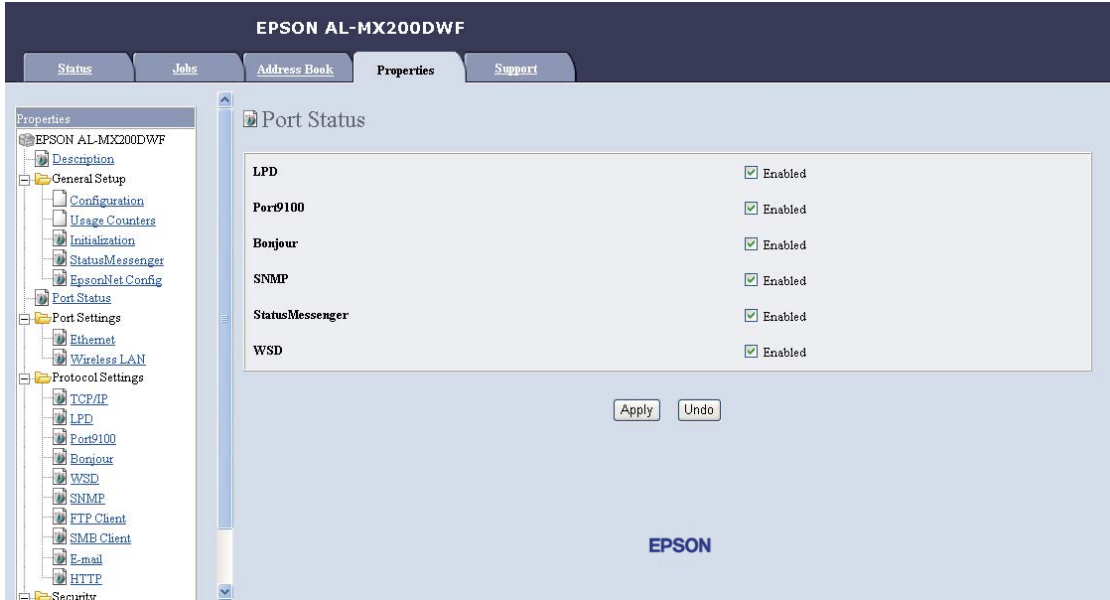 EPSON AL-MX200DWF
Status
Jobs
Address Book
Properties
Support
Properties
EPSON AL-MX200DWF
Description
General Setup
Configuration
Usage Counters
Initialization
StatusMessenger
EpsonNet Config
Port Status
Port Settings
Ethernet
Wireless LAN
Protocol Settings
TCP/IP
LPD
Port9100
Bonjour
WSD
SNMP
FTP Client
SMB Client
E-mail
HTTP
Security
Port Status
LPD Enabled
Port9100 Enabled
Bonjour Enabled
SNMP Enabled
StatusMessenger Enabled
WSD Enabled
Apply Undo
EPSON